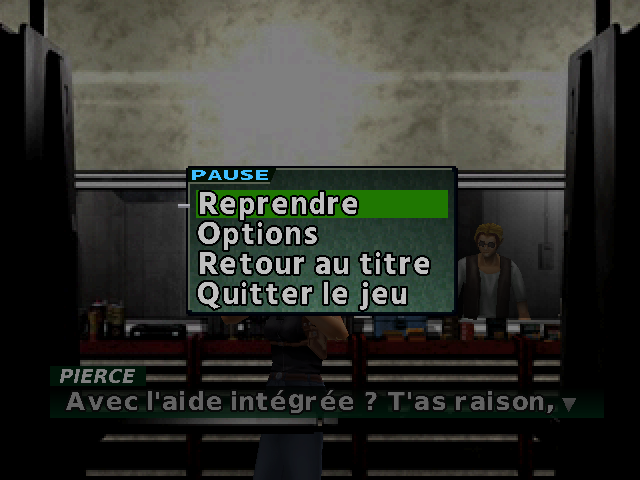 PAUSE
Reprendre
Options
Retour au titre
Quitter le jeu
PIERCE
Avec l'aide intégrée ? T'as raison,